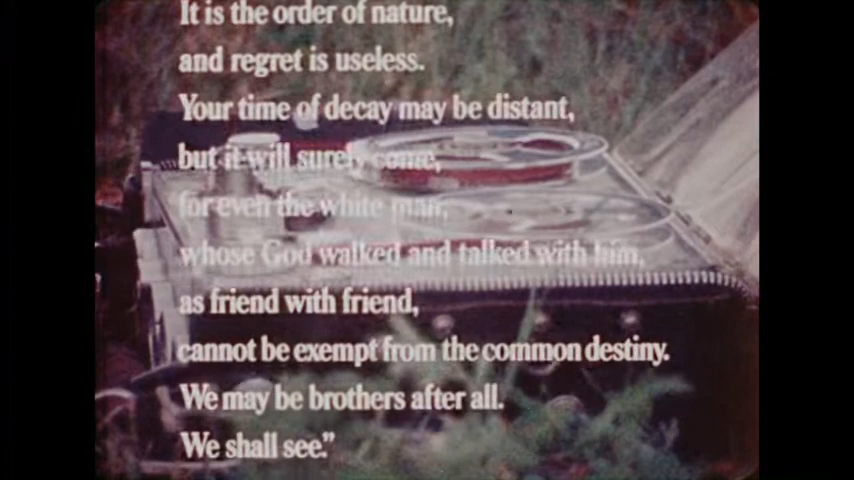 It is the order of nature,
and regret is useless.
Your time of decay may be distant,
but it will surely come,
for even the white man,
whose God walked and talked with him,
as friend with friend,
cannot be exempt from the common destiny.
We may be brothers after all.
We shall see."